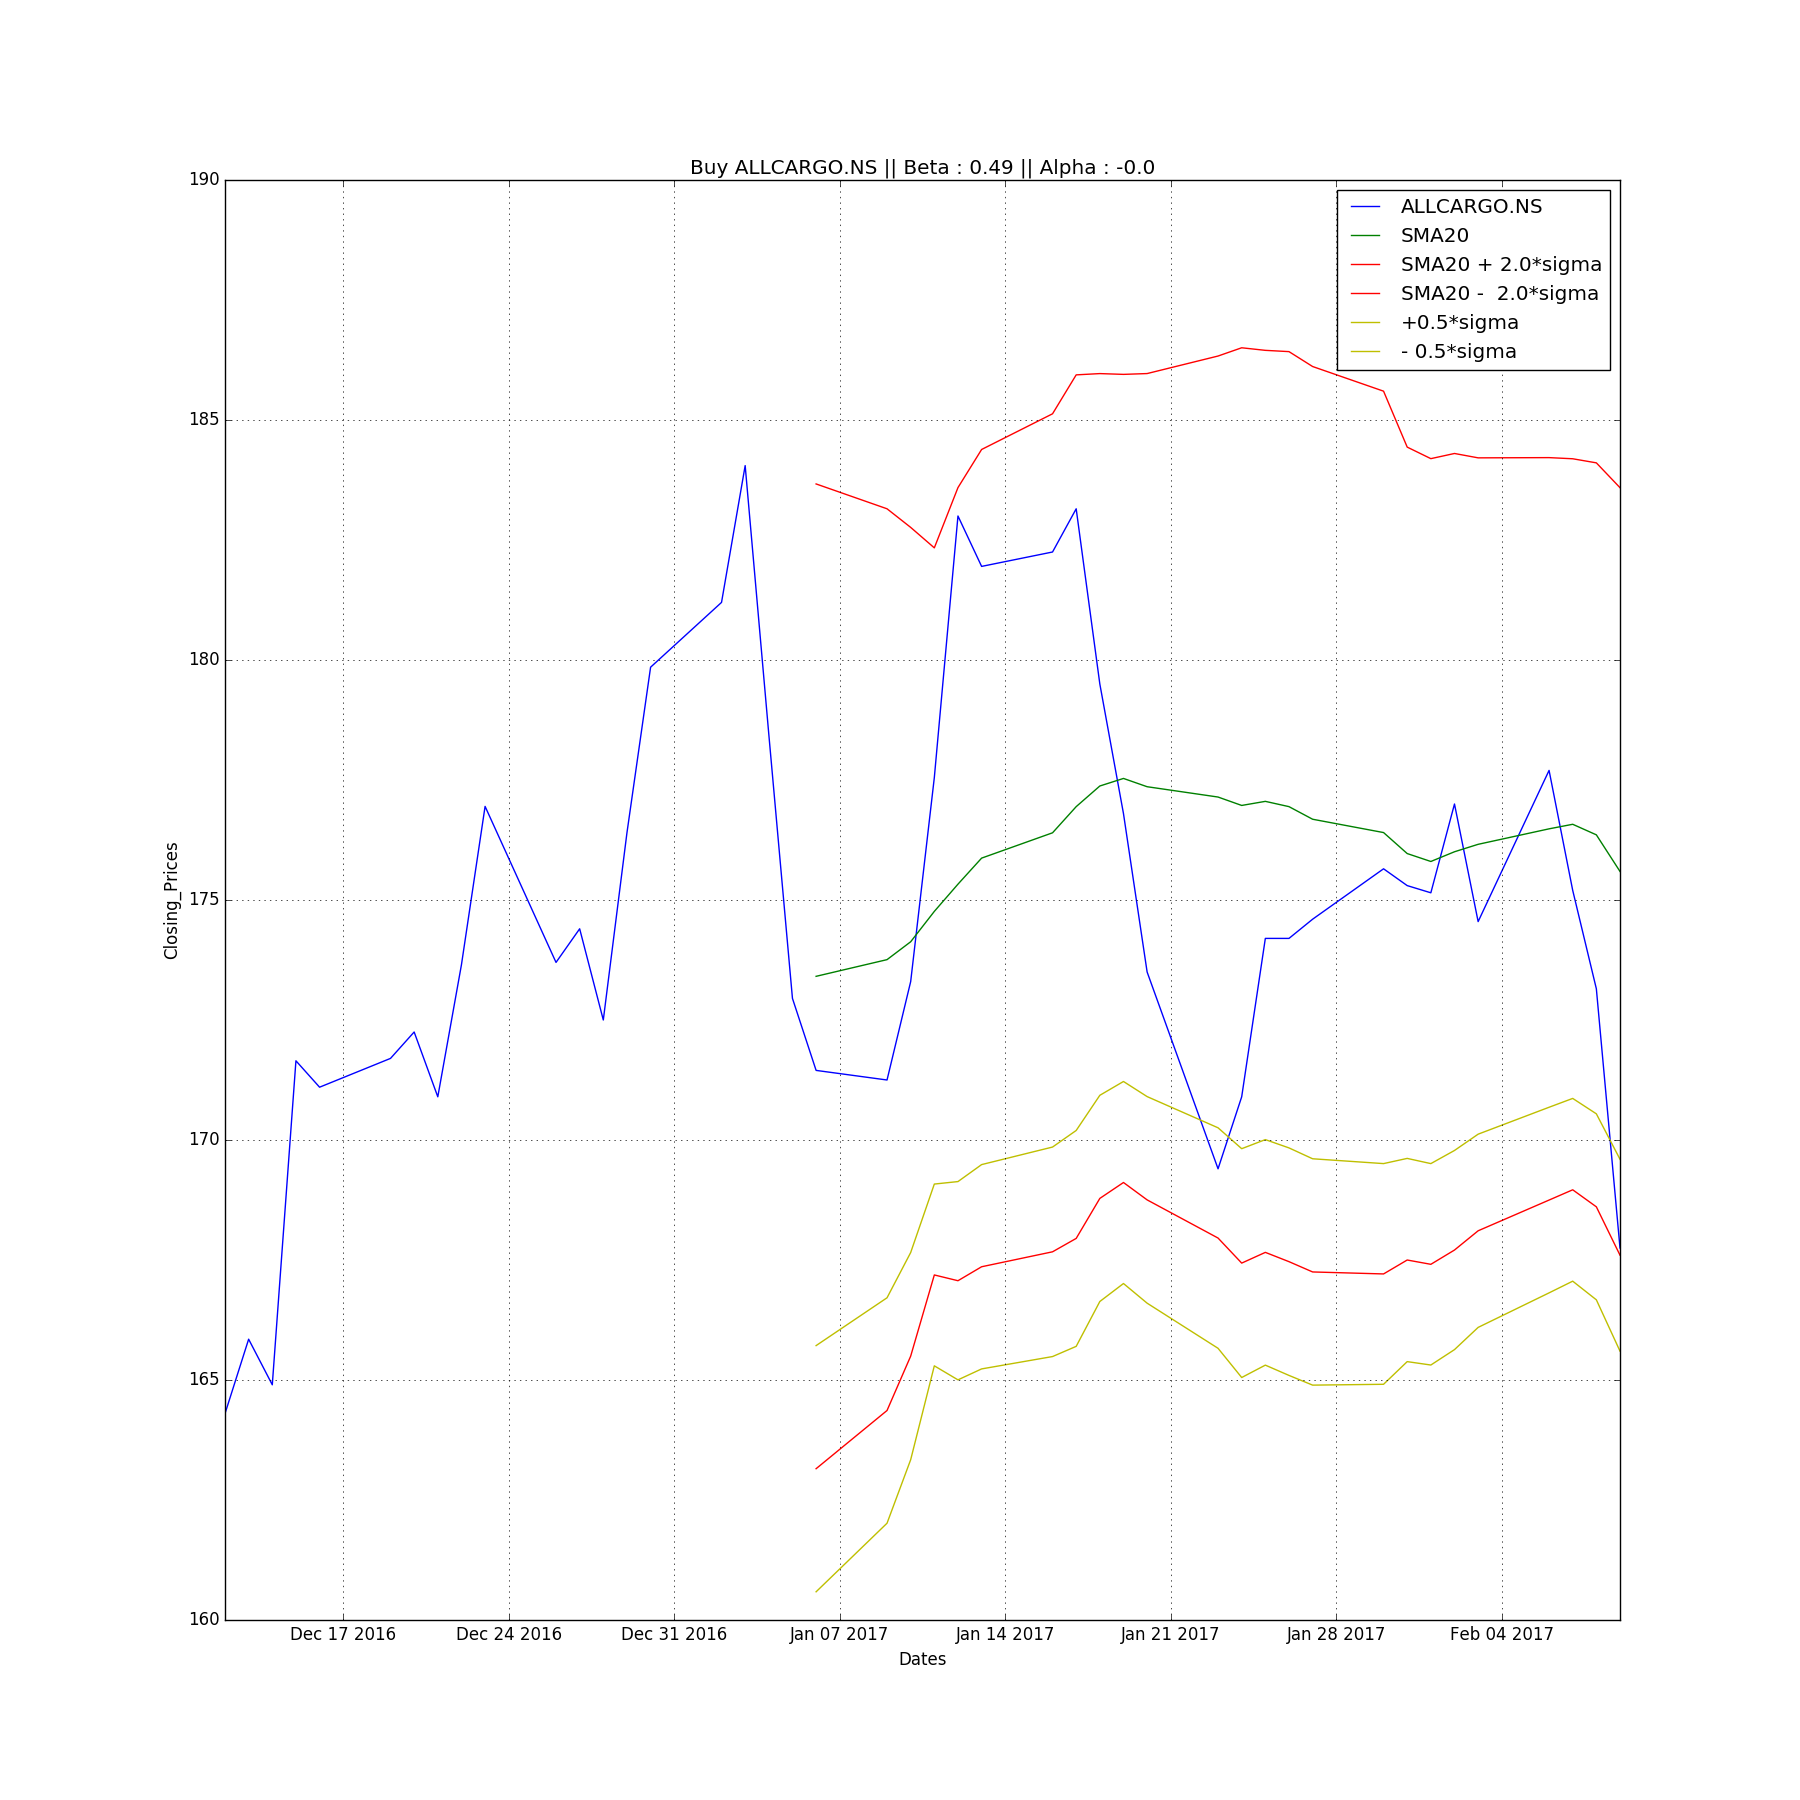 Buy ALLCARGO.NS || Beta : 0.49 || Alpha : -0.0
190
185
180
175
170
165
160
Closing_Prices
ALLCARGO.NS
SMA20
SMA20 + 2.0*sigma
SMA20 -  2.0*sigma
+0.5*sigma
- 0.5*sigma
Dec 17 2016 Dec 24 2016 Dec 31 2016 Jan 07 2017 Jan 14 2017 Jan 21 2017 Jan 28 2017 Feb 04 2017
Dates